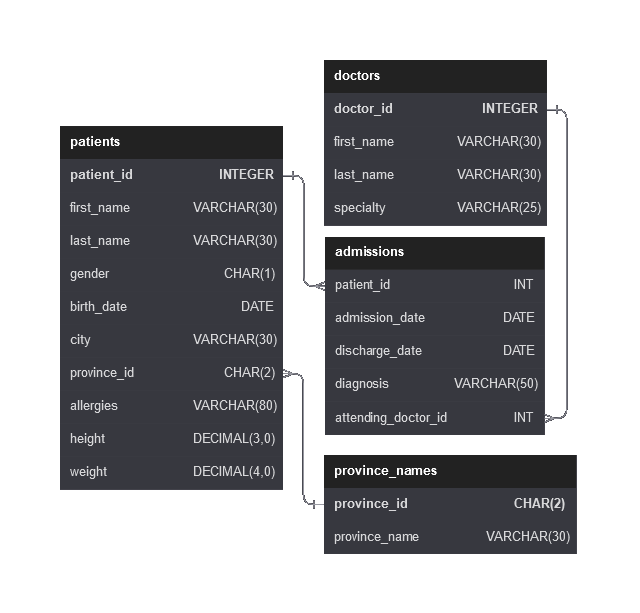 doctors
doctor_id INTEGER
first_name VARCHAR(30)
last_name VARCHAR(30)
specialty VARCHAR(25)
patients
patient_id INTEGER
first_name VARCHAR(30)
last_name VARCHAR(30)
gender CHAR(1)
birth_date DATE
city VARCHAR(30)
province_id CHAR(2)
allergies VARCHAR(80)
height DECIMAL(3,0)
weight DECIMAL(4,0)
admissions
patient_id INT
admission_date DATE
discharge_date DATE
diagnosis VARCHAR(50)
attending_doctor_id INT
province_names
province_id CHAR(2)
province_name VARCHAR(30)